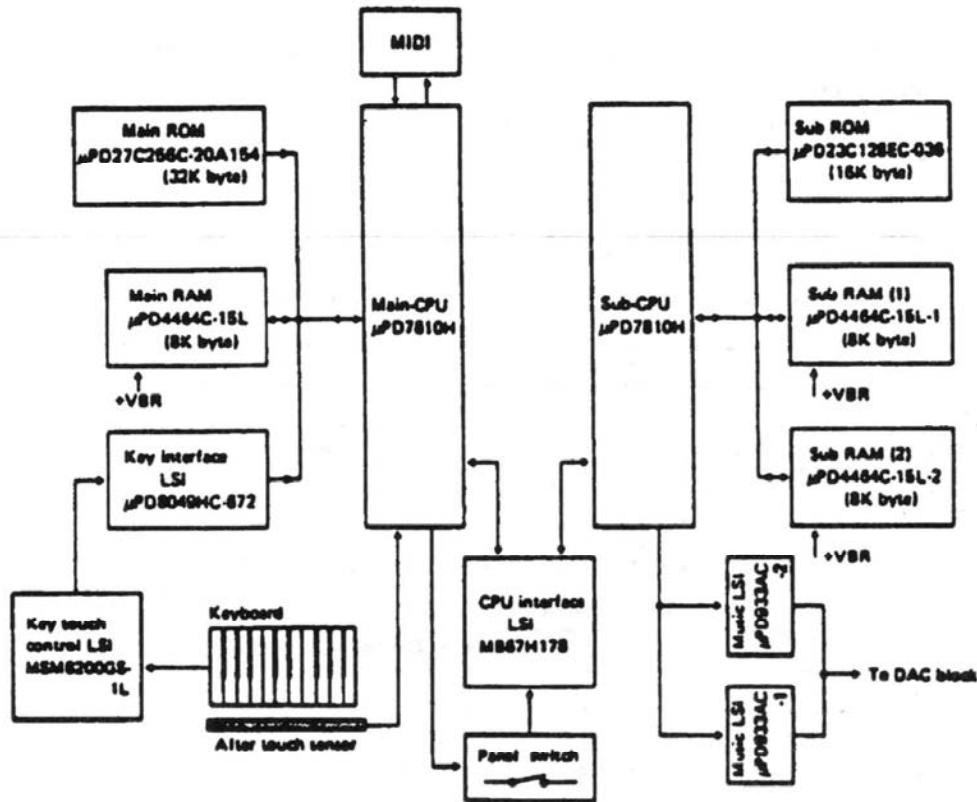 MIDI
Main ROM
μPD27C256C-20A154
(32K byte)
Sub ROM
μPD23C128EC-036
(16K byte)
Main RAM
μPD4464C-15L
(8K byte)
+VBR
Main-CPU
μPD7810H
Sub-CPU
μPD7810H
Sub RAM (1)
μPD4464C-15L-1
(8K byte)
+VBR
Key interface
LSI
μPD8049HC-672
Sub RAM (2)
μPD4464C-15L-2
(8K byte)
+VBR
Key touch
control LSI
MSM6200GS-
1L
Keyboard
After touch sensor
CPU interface
LSI
MB67H178
Panel switch
Music LSI
μPD933AC
-2
Music LSI
μPD933AC
-1
To DAC block